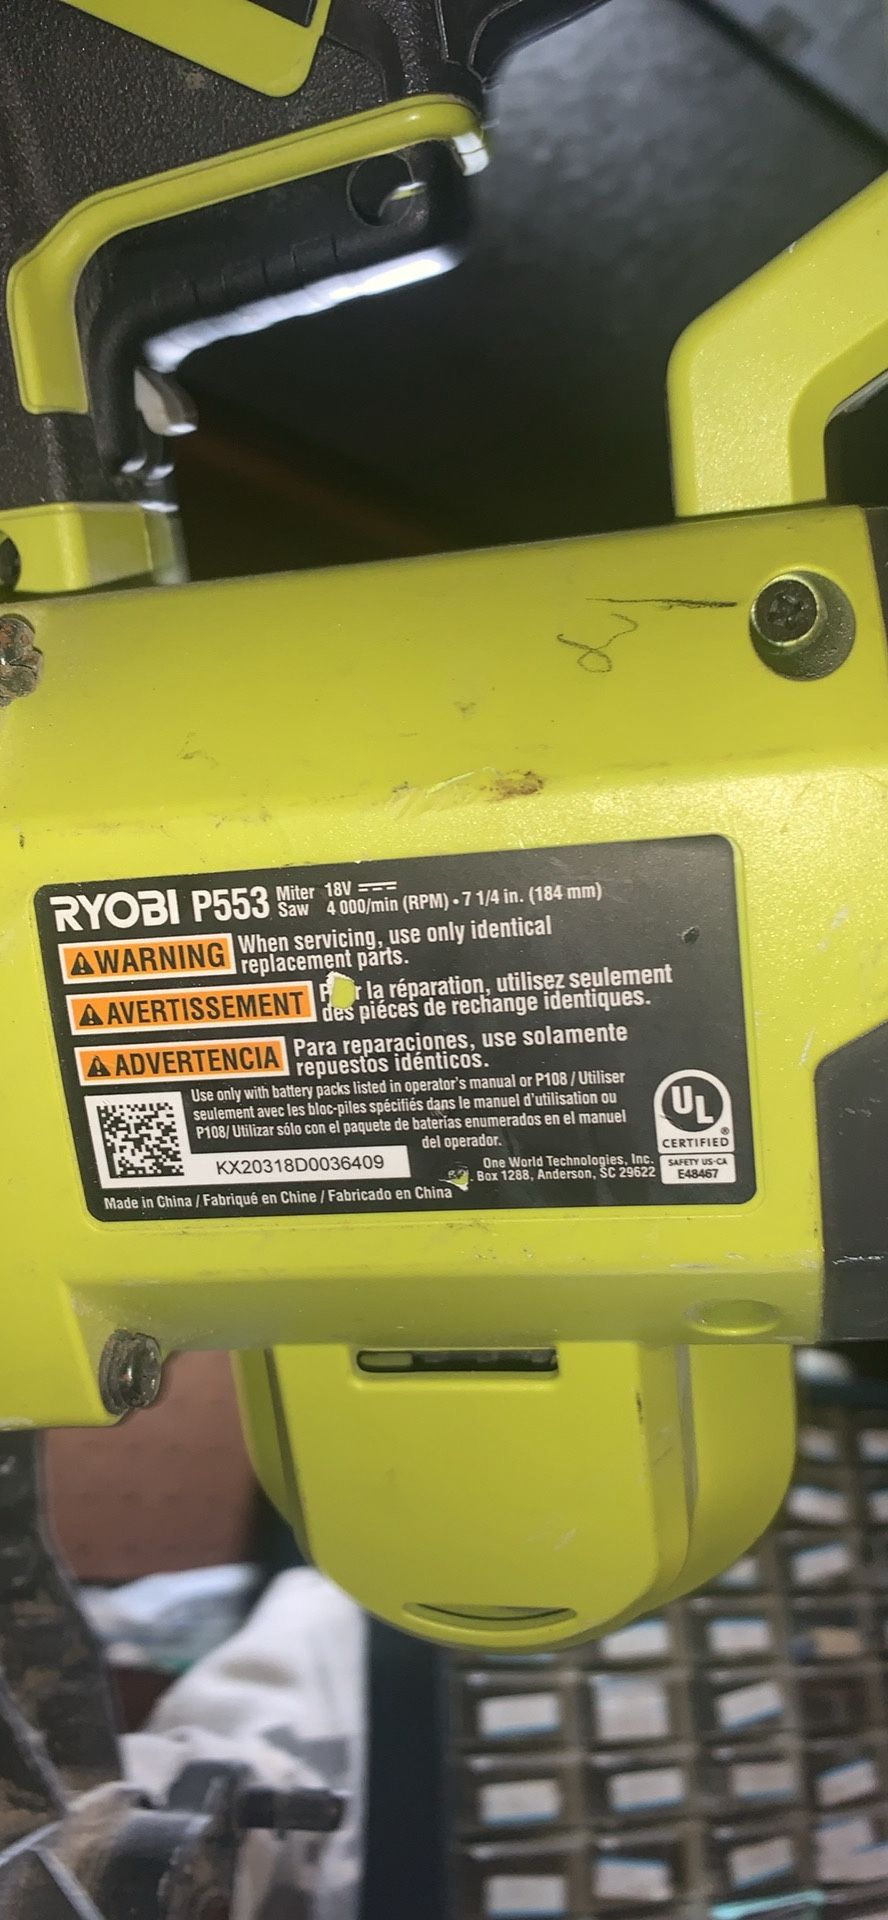 RYOBI P553 Miter Saw 18V
4 000/min (RPM) • 7 1/4 in. (184 mm)
WARNING When servicing, use only identical
replacement parts.
AVERTISSEMENT la réparation, utilisez seulement
des piéces de rechange identiques.
ADVERTENCIA Para reparaciones, use solamente
repuestos idénticos.
Use only with battery packs listed in operator's manual or P108 / Utiliser
seulement avec les bloc-piles spécifiés dans le manuel d'utilisation ou
P108/ Utilizar sólo con el paquete de baterías enumerados en el manuel
del operador.
KX20318D0036409
One World Technologies, Inc.
Box 1288, Anderson, SC 29622
Made in China / Fabriqué en Chine / Fabricado en China
UL
®
CERTIFIED
SAFETY US-CA
E48467